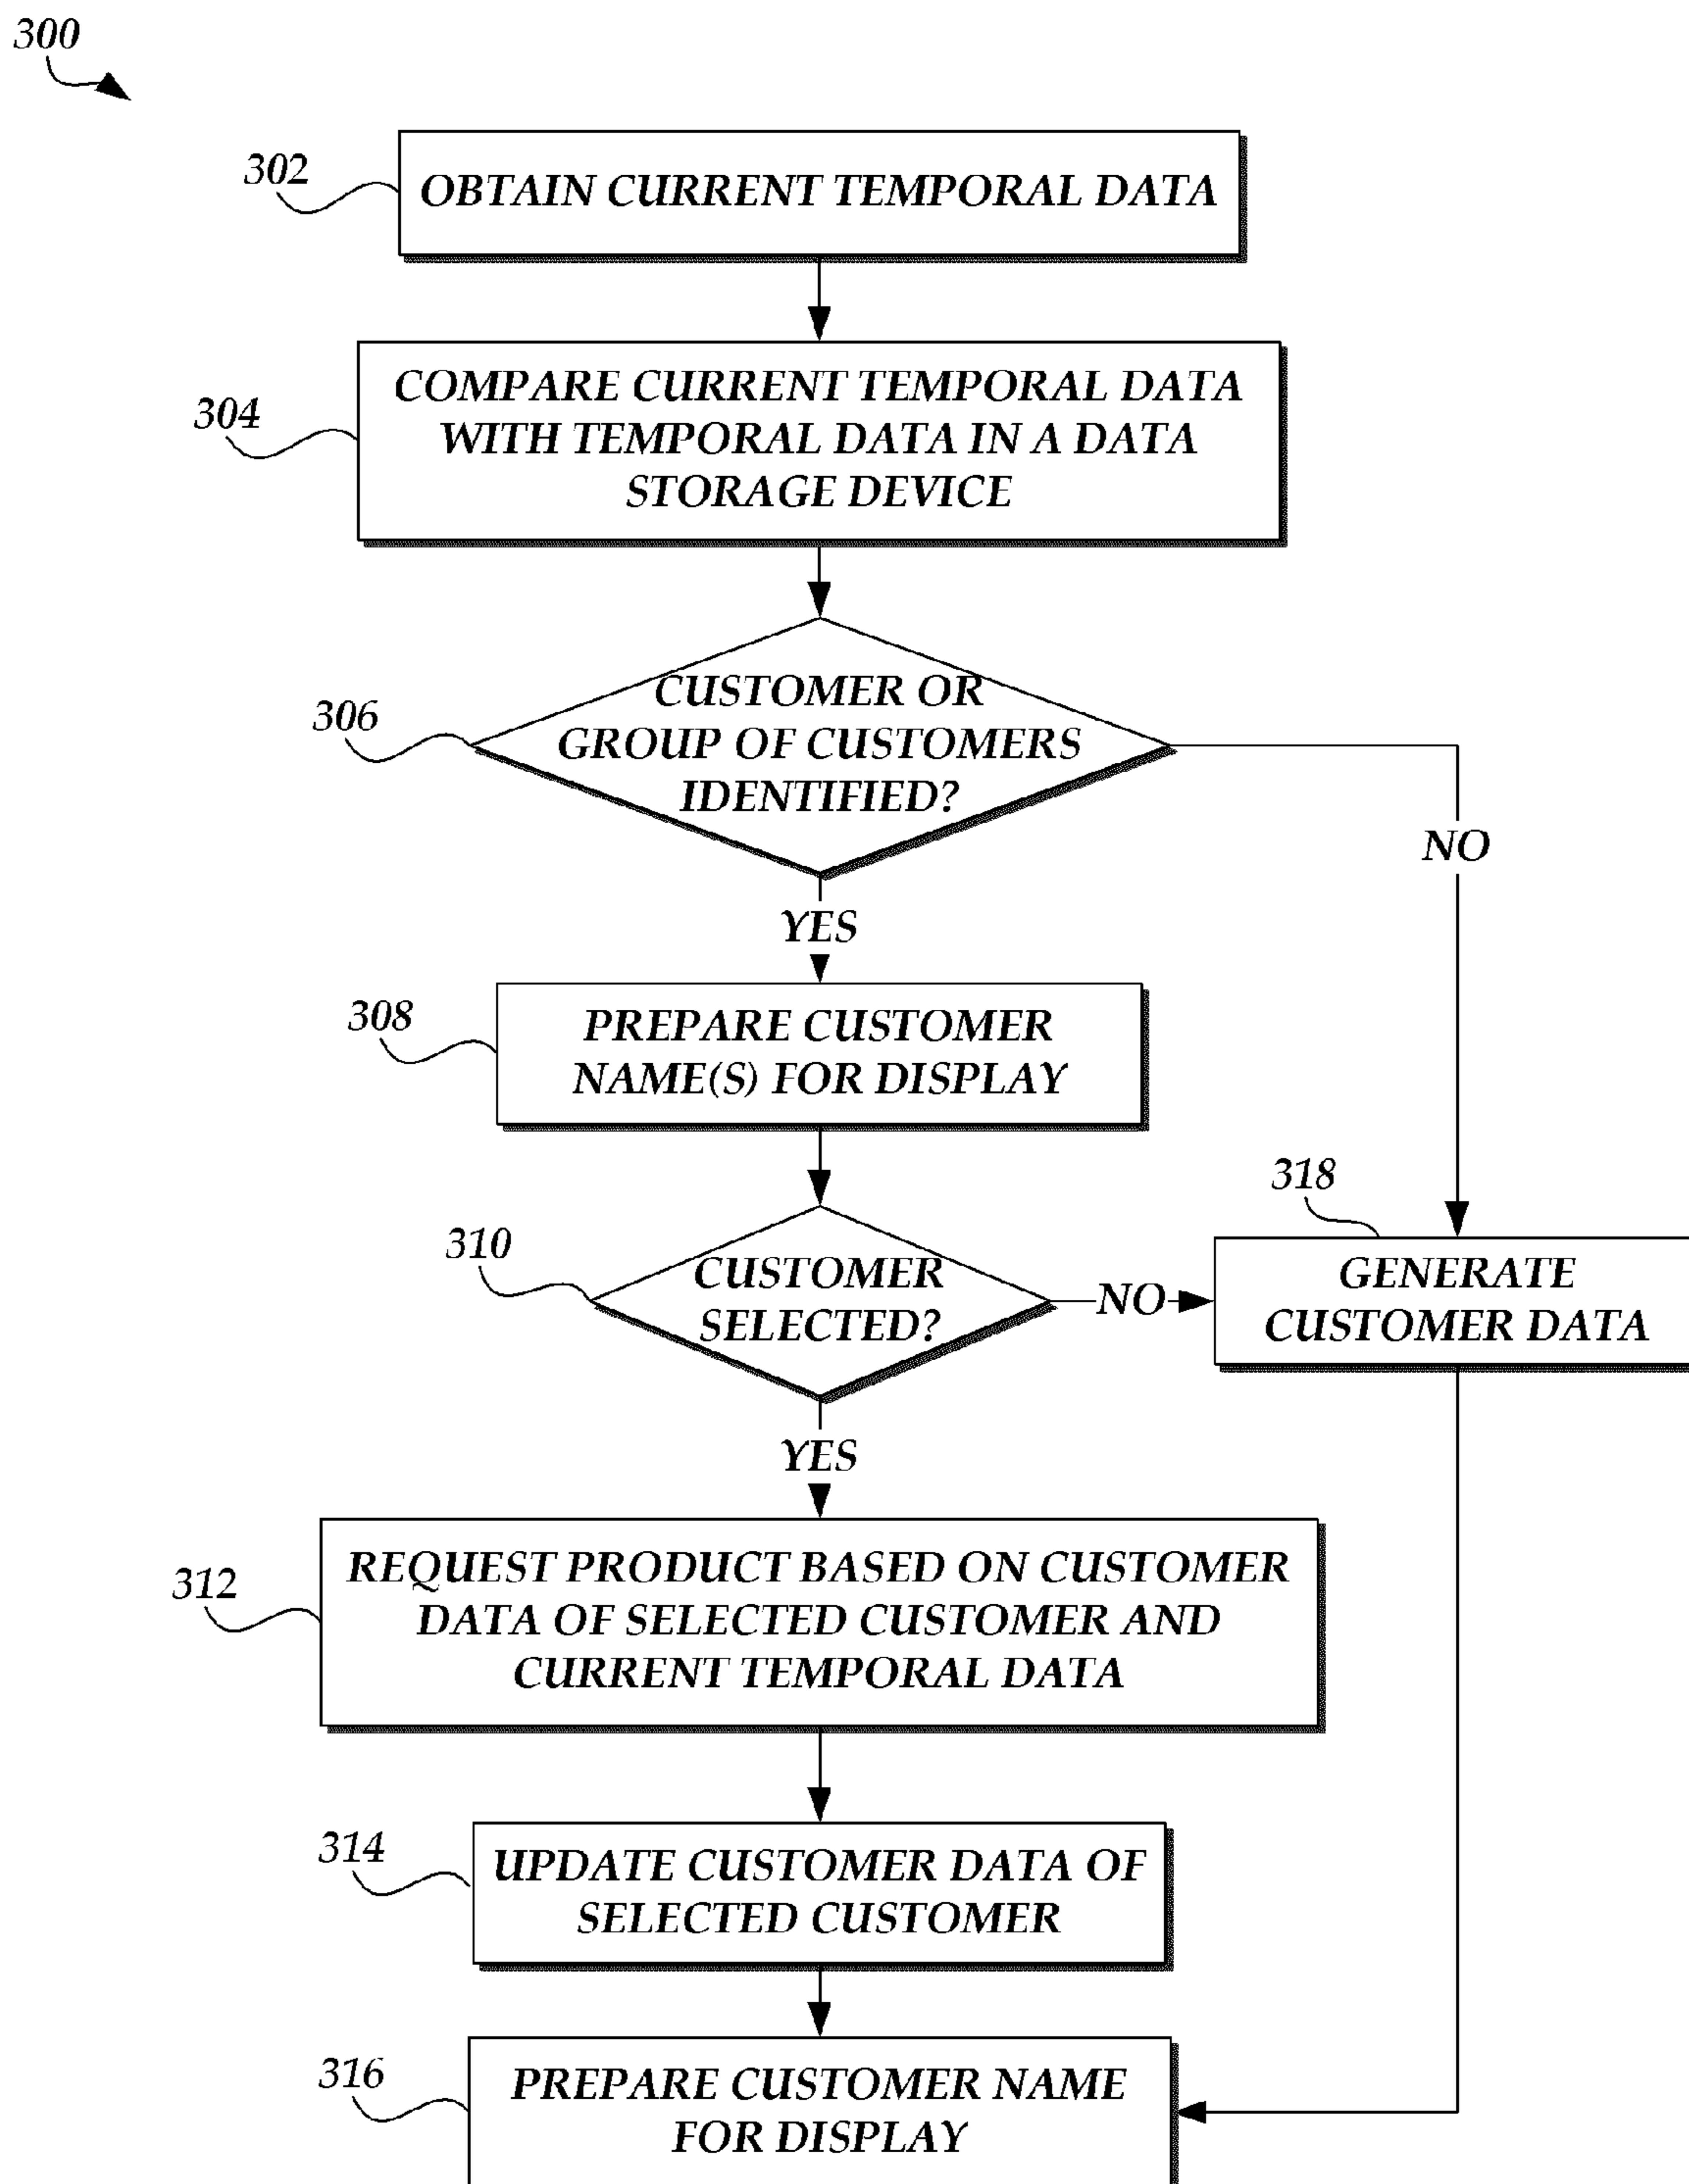 300
302
OBTAIN CURRENT TEMPORAL DATA
304
COMPARE CURRENT TEMPORAL DATA
WITH TEMPORAL DATA IN A DATA
STORAGE DEVICE
306
CUSTOMER OR
GROUP OF CUSTOMERS
IDENTIFIED?
NO
YES
308
PREPARE CUSTOMER
NAME(S) FOR DISPLAY
310
CUSTOMER
SELECTED?
NO
318
GENERATE
CUSTOMER DATA
YES
312
REQUEST PRODUCT BASED ON CUSTOMER
DATA OF SELECTED CUSTOMER AND
CURRENT TEMPORAL DATA
314
UPDATE CUSTOMER DATA OF
SELECTED CUSTOMER
316
PREPARE CUSTOMER NAME
FOR DISPLAY